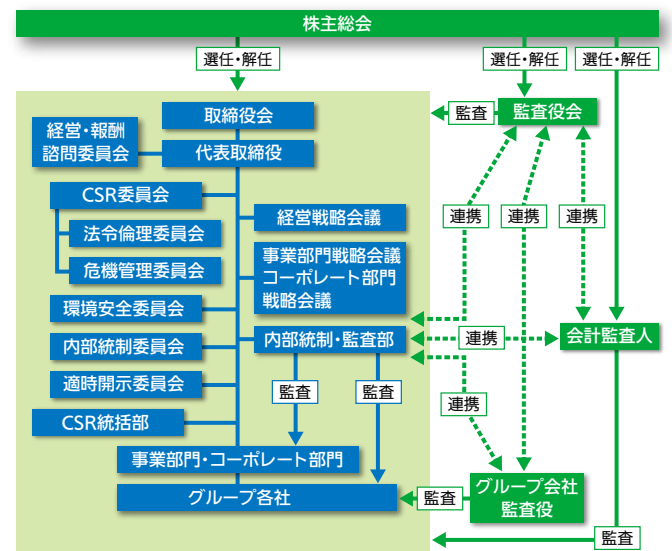 株主総会
選任・解任
選任・解任
選任・解任
取締役会
監査
監査役会
経営・報酬
諮問委員会
代表取締役
CSR委員会
法令倫理委員会
危機管理委員会
経営戦略会議
連携
連携
連携
事業部門戦略会議
コーポレート部門
戦略会議
環境安全委員会
内部統制委員会
内部統制・監査部
連携
会計監査人
適時開示委員会
監査
監査
連携
CSR統括部
事業部門・コーポレート部門
グループ各社
監査
グループ会社
監査役
監査